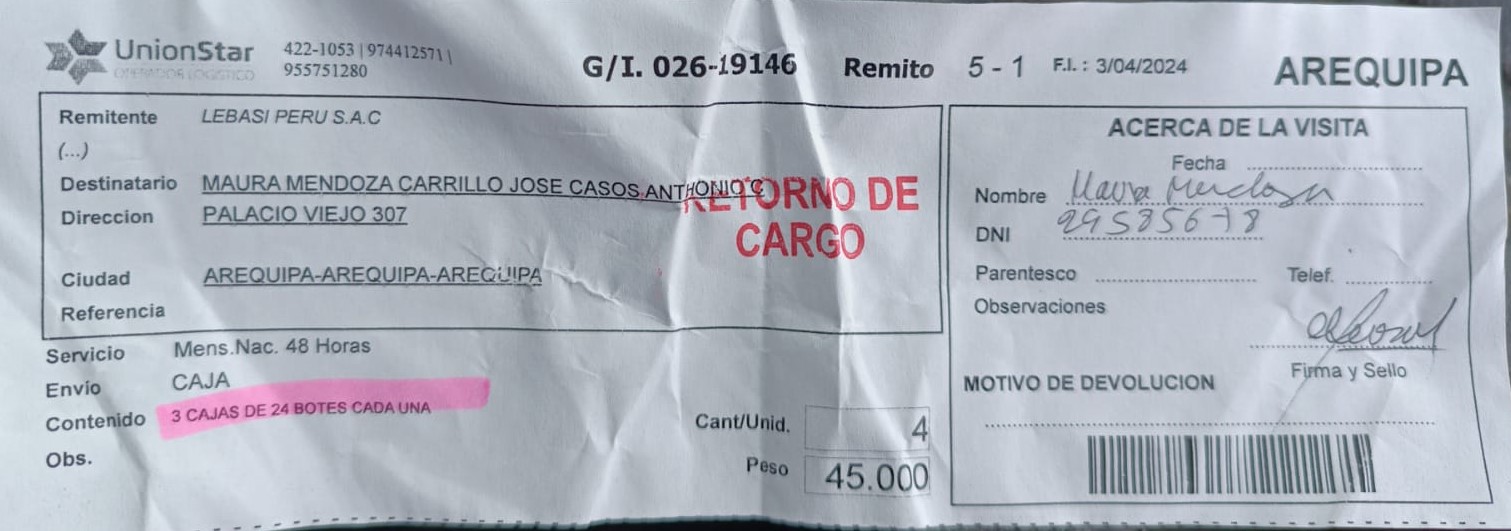 UnionStar
OPERADOR LOGISTICO
422-1053 | 974412571 |
955751280
G/I. 026-19146 Remito 5 - 1 F.I. : 3/04/2024 AREQUIPA
Remitente LEBASI PERU S.A.C
(...)
Destinatario MAURA MENDOZA CARRILLO JOSE CASOS ANTHONIO C
Direccion PALACIO VIEJO 307
RETORNO DE
CARGO
Ciudad AREQUIPA-AREQUIPA-AREQUIPA
Referencia
Servicio Mens.Nac. 48 Horas
Envío CAJA
Contenido 3 CAJAS DE 24 BOTES CADA UNA
Obs.
Cant/Unid. 4
Peso 45.000
ACERCA DE LA VISITA
Fecha
Nombre Maura Mendoza
DNI 29585678
Parentesco Telef.
Observaciones
Firma y Sello
MOTIVO DE DEVOLUCION